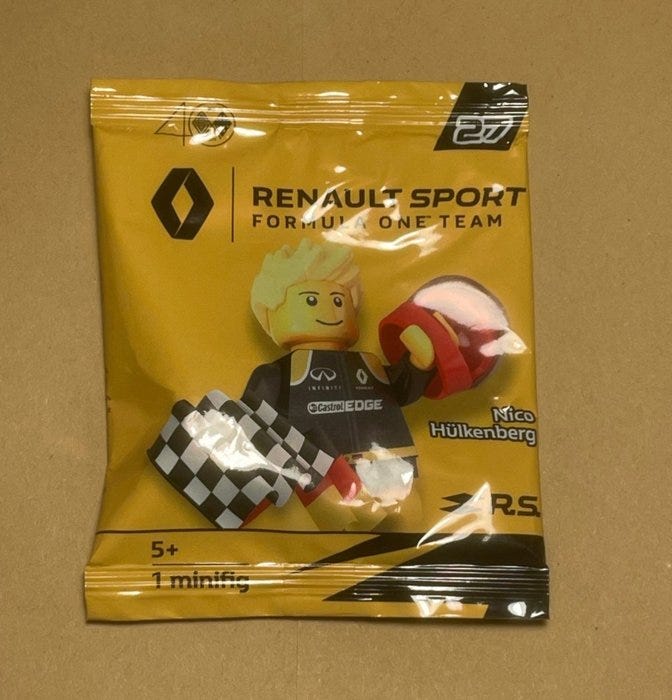 27
RENAULT SPORT
FORMULA ONE TEAM
INFINITI
RENAULT
Castrol EDGE
Nico
Hülkenberg
R.S.
5+
1 minifig